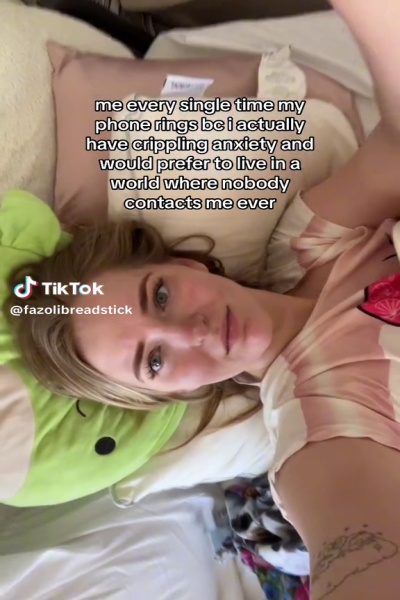 me every single time my
phone rings bc i actually
have crippling anxiety and
would prefer to live in a
world where nobody
contacts me ever
TikTok
@fazolibreadstick